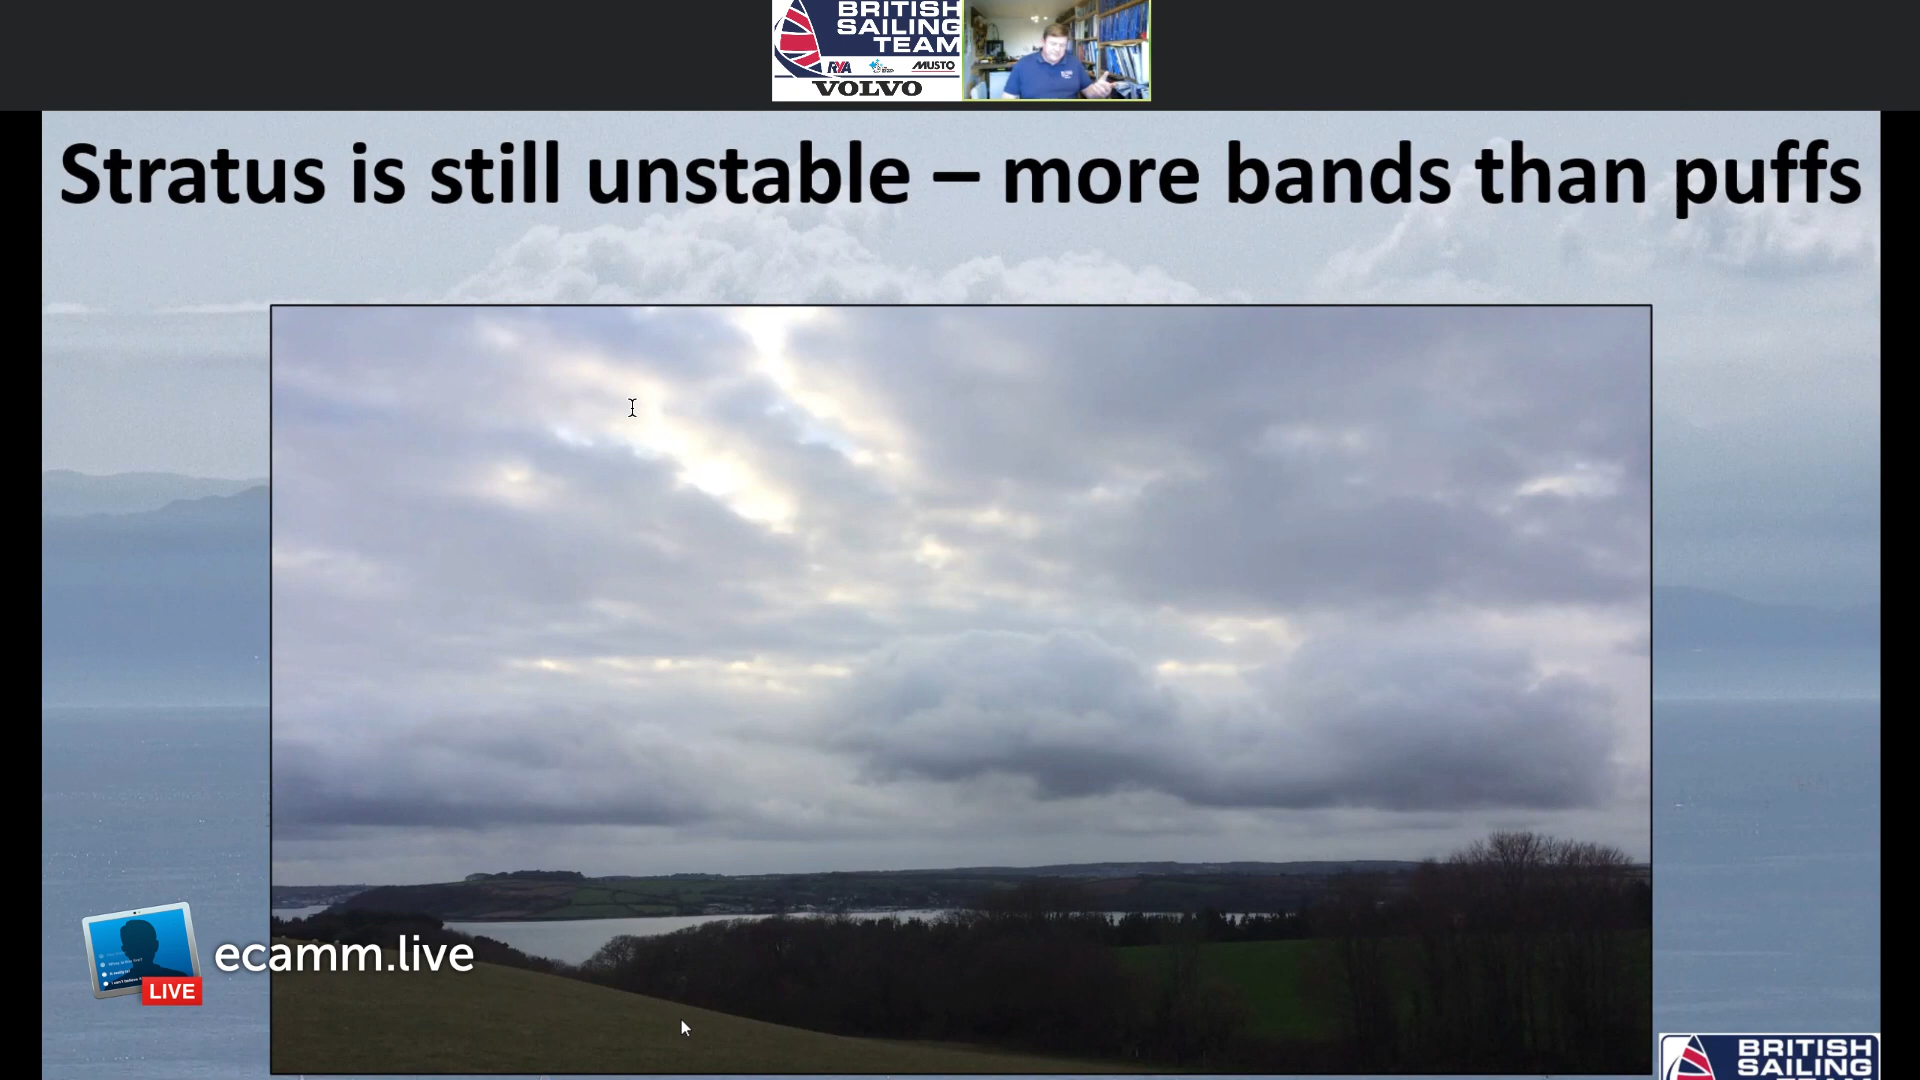 BRITISH
SAILING
TEAM
RYA
MUSTO
VOLVO
Stratus is still unstable – more bands than puffs
ecamm.live
LIVE
BRITISH
SAILING